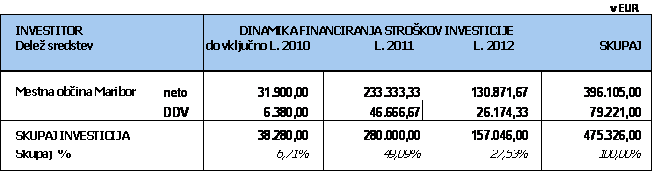 v EUR
INVESTITOR DINAMIKA FINANCIRANJA STROŠKOV INVESTICIJE
Delež sredstev do vključno L. 2010 L. 2011 L. 2012 SKUPAJ
Mestna občina Maribor neto 31.900,00 233.333,33 130.871,67 396.105,00
DDV 6.380,00 46.666,67 26.174,33 79.221,00
SKUPAJ INVESTICIJA 38.280,00 280.000,00 157.046,00 475.326,00
Skupaj % 6,71% 49,09% 27,53% 100,00%